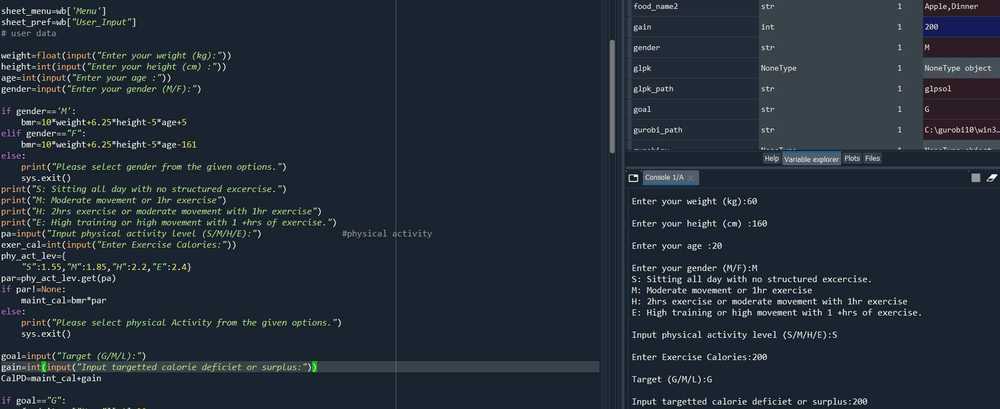 sheet_menu=wb['Menu']
sheet_pref=wb["User_Input"]
# user data
weight=float(input("Enter your weight (kg):"))
height=int(input("Enter your height (cm) :"))
age=int(input("Enter your age :"))
gender=input("Enter your gender (M/F):")
if gender=='M':
    bmr=10*weight+6.25*height-5*age+5
elif gender=="F":
    bmr=10*weight+6.25*height-5*age-161
else:
    print("Please select gender from the given options.")
    sys.exit()
print("S: Sitting all day with no structured excercise.")
print("M: Moderate movement or 1hr exercise")
print("H: 2hrs exercise or moderate movement with 1hr exercise")
print("E: High training or high movement with 1 +hrs of exercise.")
pa=input("Input physical activity level (S/M/H/E):")                #physical activity
exer_cal=int(input("Enter Exercise Calories:"))
phy_act_lev={
    "S":1.55,"M":1.85,"H":2.2,"E":2.4}
par=phy_act_lev.get(pa)
if par!=None:
    maint_cal=bmr*par
else:
    print("Please select physical Activity from the given options.")
    sys.exit()
goal=input("Target (G/M/L):")
gain=int(input("Input targetted calorie deficiet or surplus:"))
CalPD=maint_cal+gain
if goal=="G":
food_name2 str 1 Apple,Dinner
gain int 1 200
gender str 1 M
glpk NoneType 1 NoneType object
glpk_path str 1 glpsol
goal str 1 G
gurobi_path str 1 C:\gurobi10\win3…
Help Variable explorer Plots Files
Console 1/A
Enter your weight (kg):60
Enter your height (cm) :160
Enter your age :20
Enter your gender (M/F):M
S: Sitting all day with no structured excercise.
M: Moderate movement or 1hr exercise
H: 2hrs exercise or moderate movement with 1hr exercise
E: High training or high movement with 1 +hrs of exercise.
Input physical activity level (S/M/H/E):S
Enter Exercise Calories:200
Target (G/M/L):G
Input targetted calorie deficiet or surplus:200